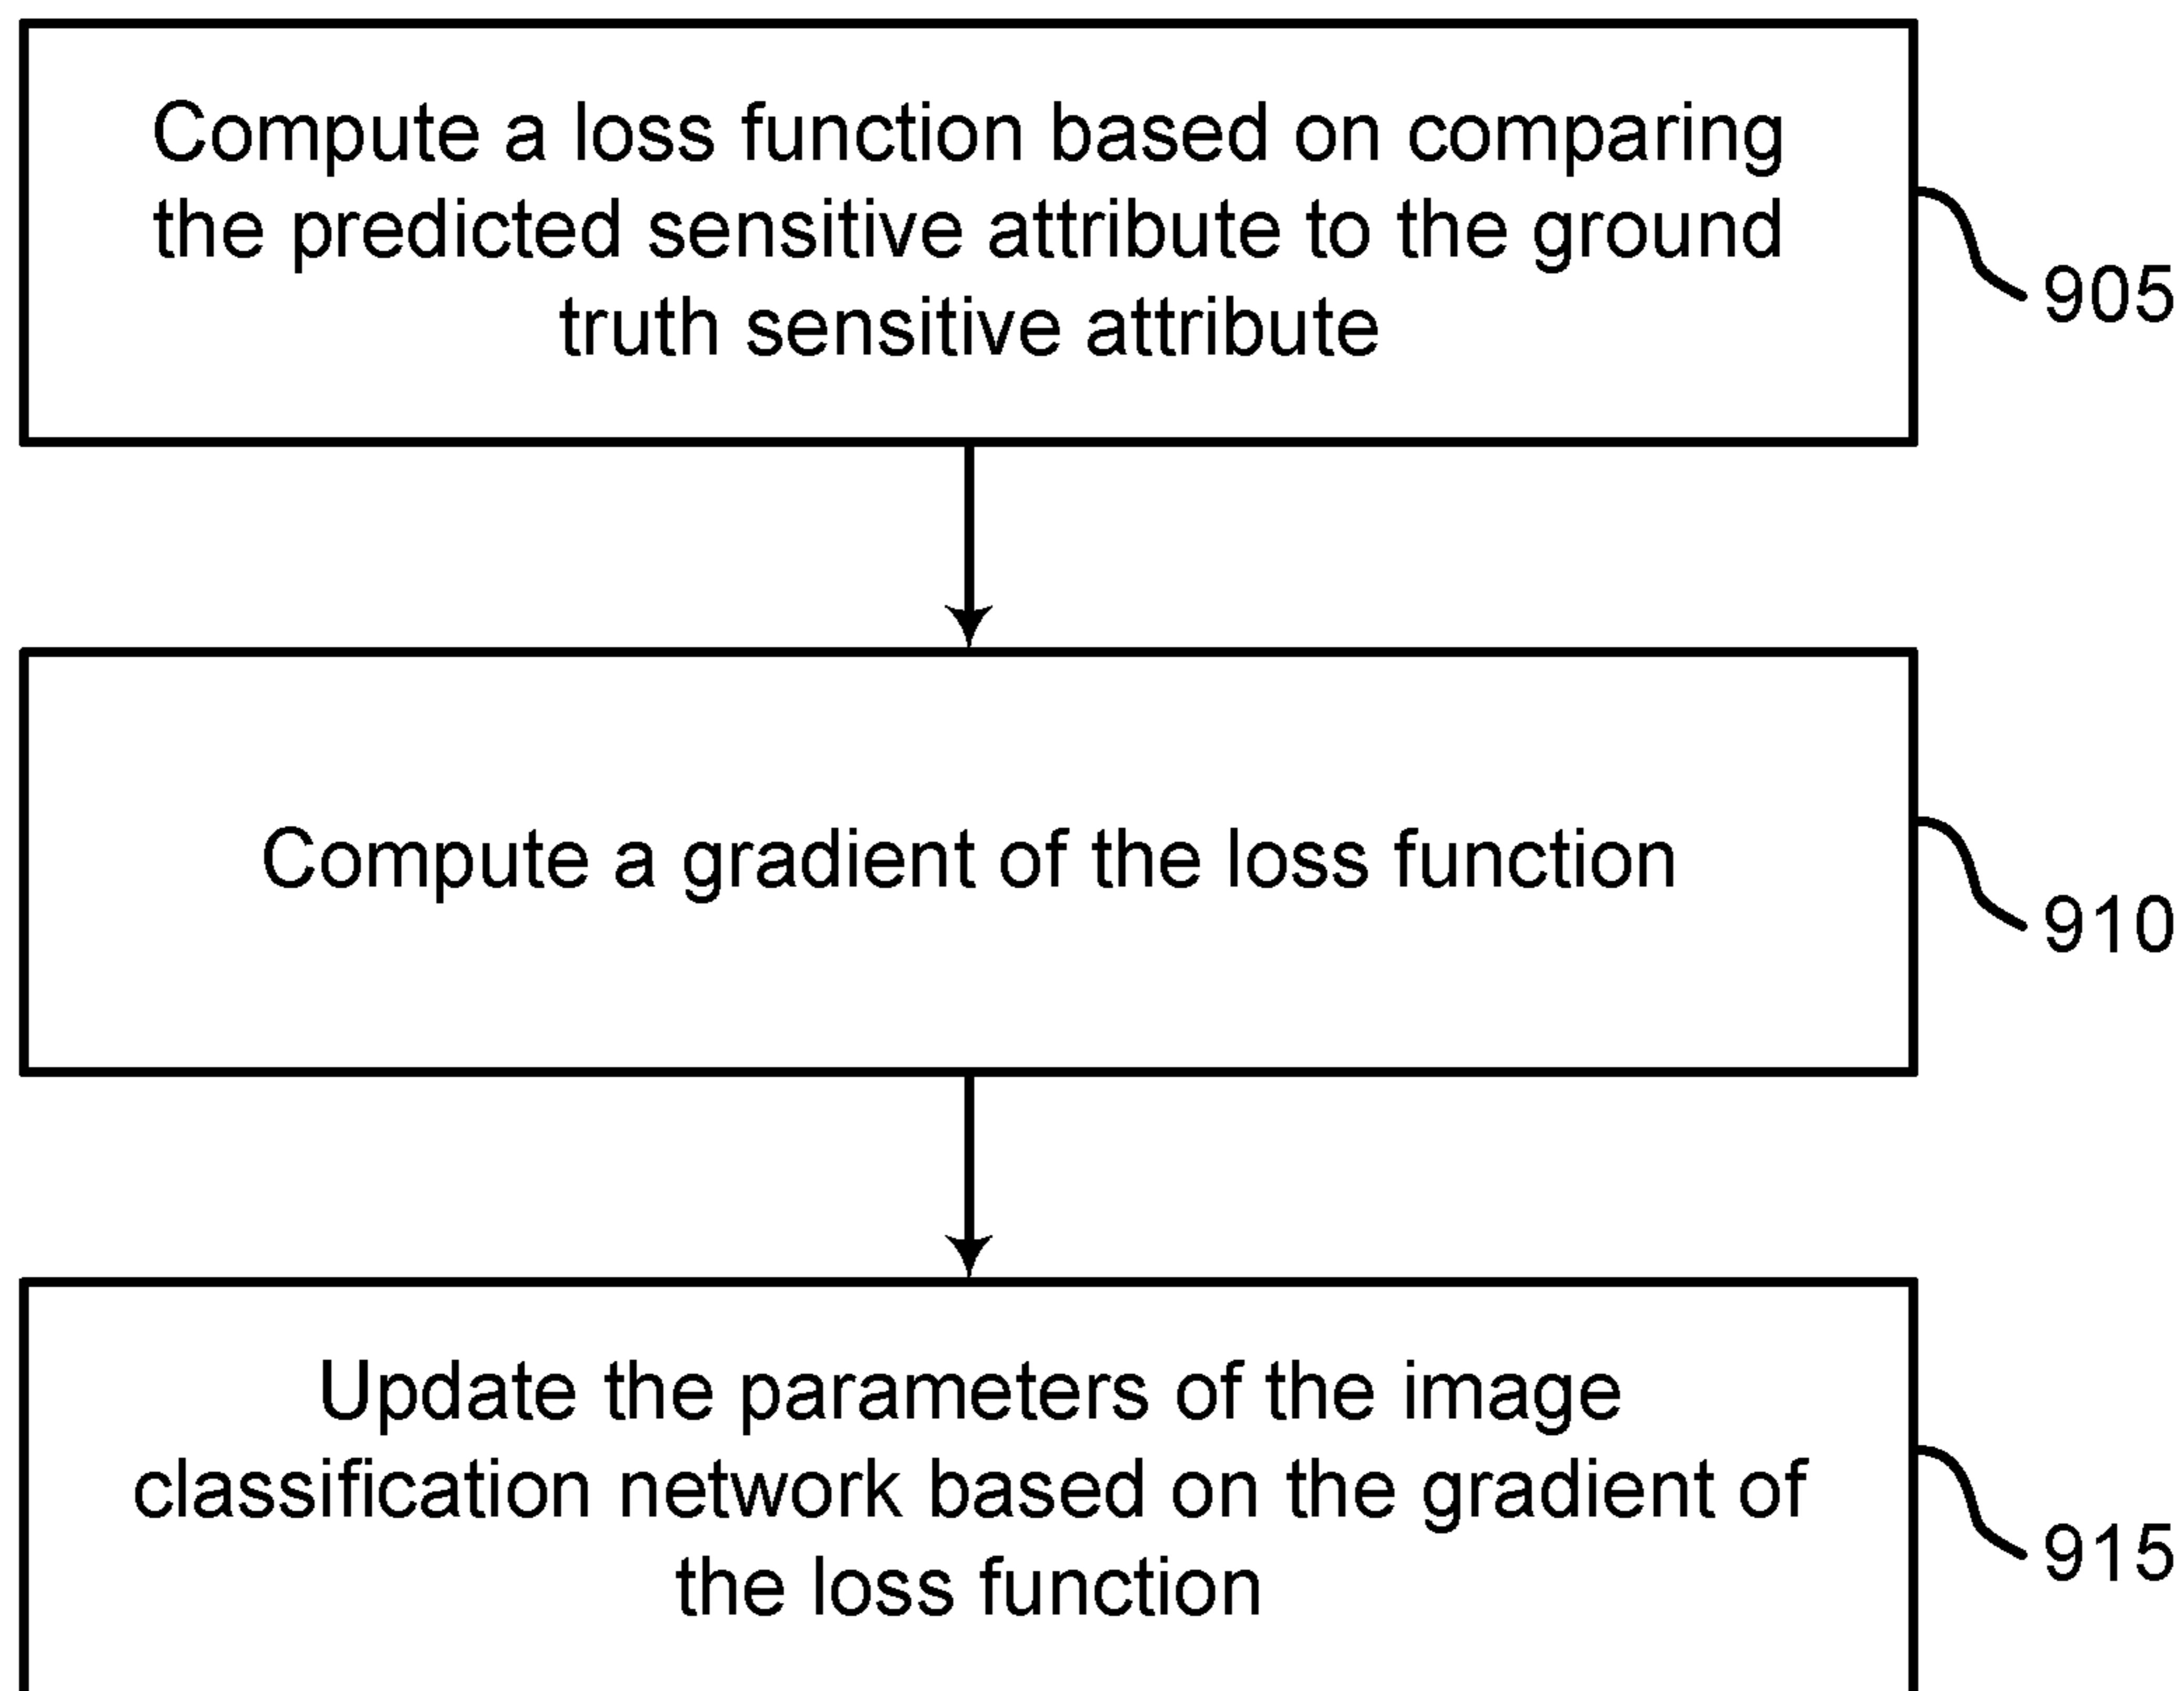 Compute a loss function based on comparing
the predicted sensitive attribute to the ground
truth sensitive attribute
905
Compute a gradient of the loss function
910
Update the parameters of the image
classification network based on the gradient of
the loss function
915